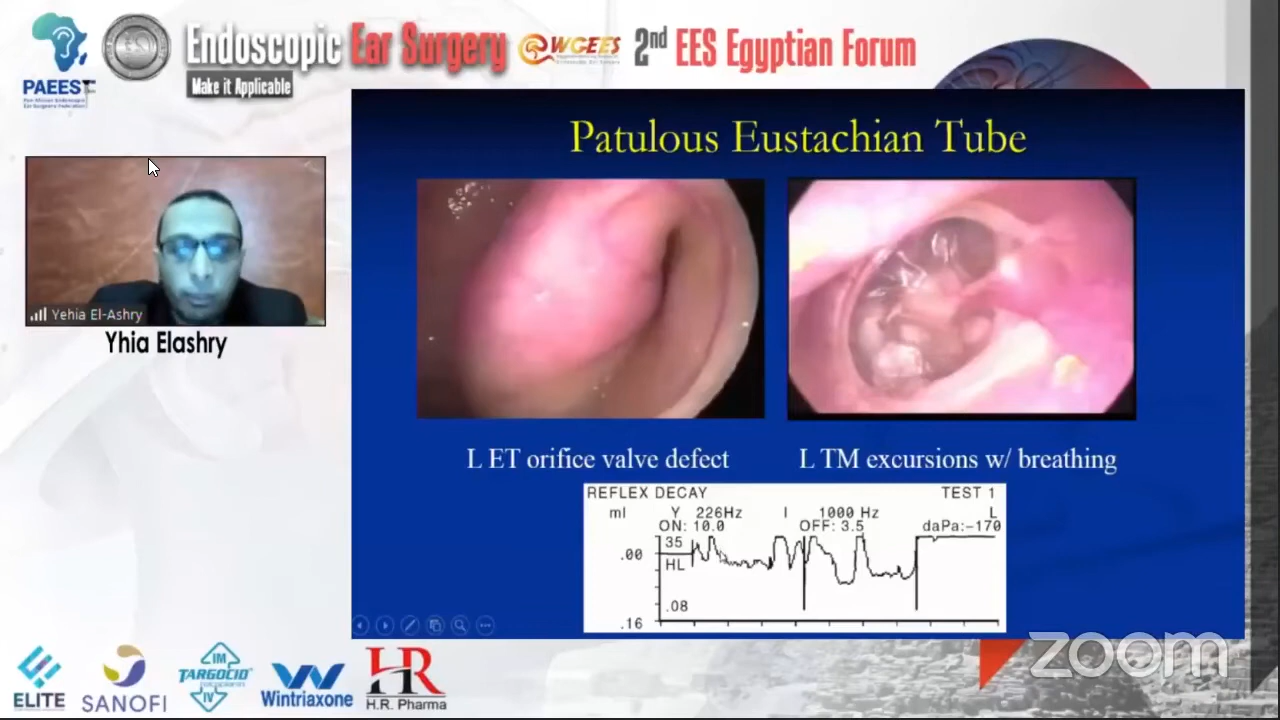 PAEEST
Endoscopic Ear Surgery
Make it Applicable
WGEES
2nd EES Egyptian Forum
Yehia El-Ashry
Yhia Elashry
Patulous Eustachian Tube
L ET orifice valve defect
L TM excursions w/ breathing
REFLEX DECAY TEST 1
ml Y 226Hz I 1000 Hz L
ON: 10.0 OFF: 3.5 daPa:-170
35
.00
HL
.08
.16
ELITE
SANOFI
IM
TARGOCID
IV
Wintriaxone
HR
H.R. Pharma
zoom